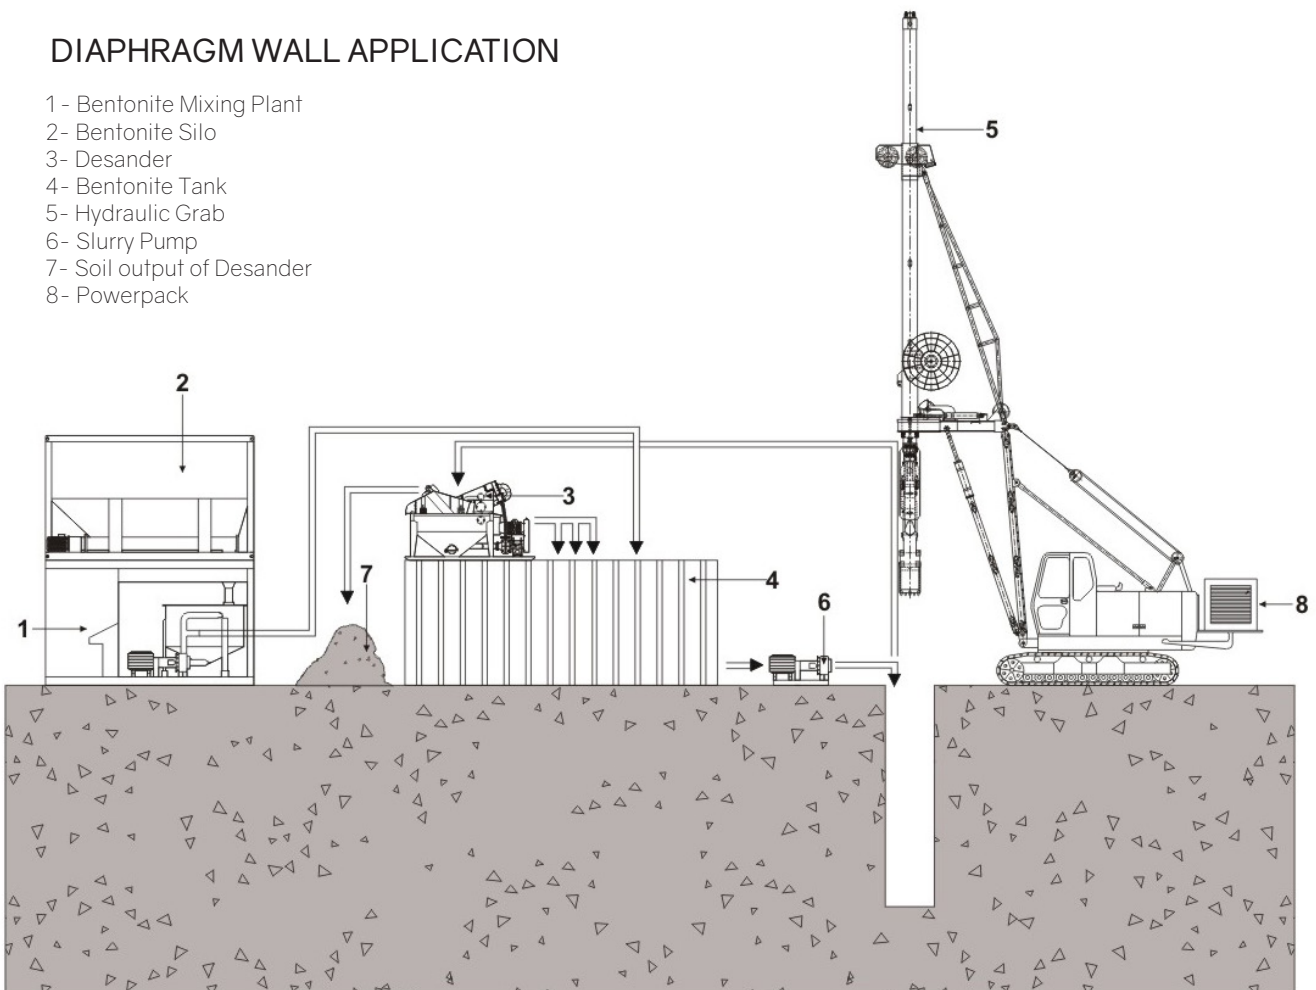 DIAPHRAGM WALL APPLICATION
1- Bentonite Mixing Plant
2- Bentonite Silo
3- Desander
4- Bentonite Tank
5- Hydraulic Grab
6- Slurry Pump
7- Soil output of Desander
8- Powerpack
5
2
3
7
4
6
8
1